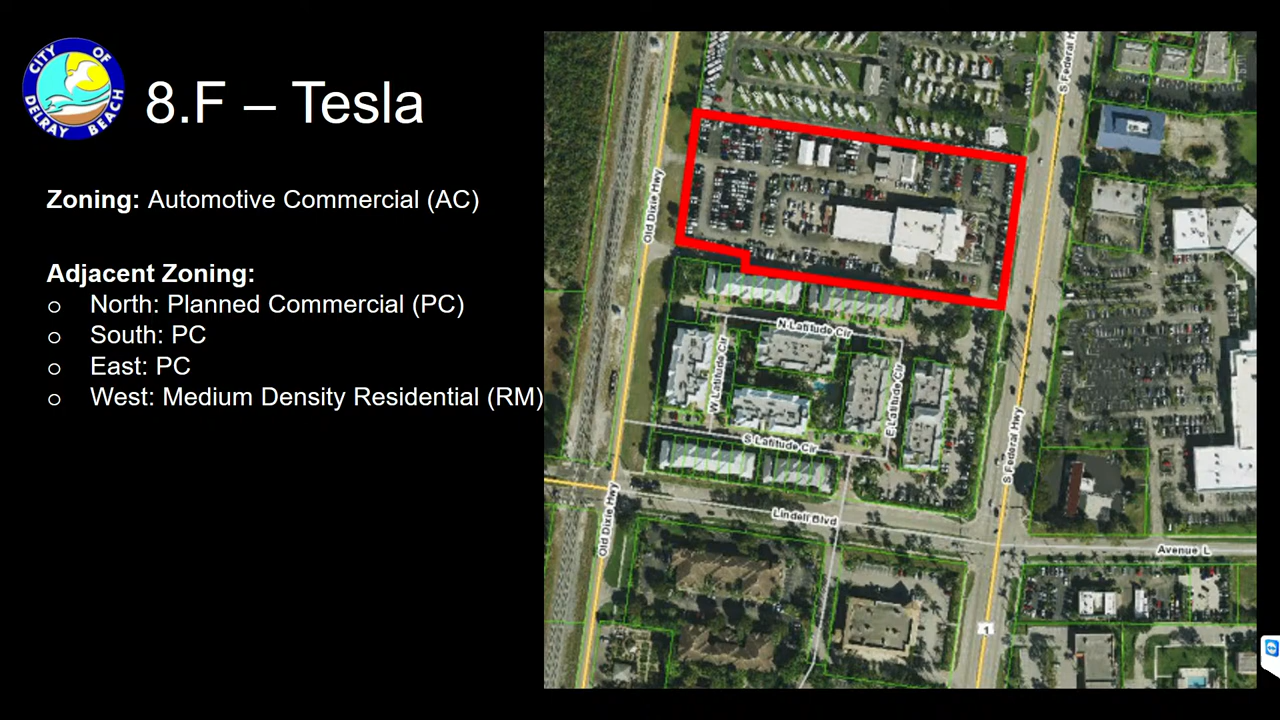 CITY OF
DELRAY BEACH
8.F – Tesla
Zoning: Automotive Commercial (AC)
Adjacent Zoning:
o North: Planned Commercial (PC)
o South: PC
o East: PC
o West: Medium Density Residential (RM)
S Federal H
Old Dixie Hwy
N Latitude Cir
W Latitude Cir
E Latitude Cir
S Latitude Cir
S Federal Hwy
Old Dixie Hwy
Lindell Blvd
Avenue L
1